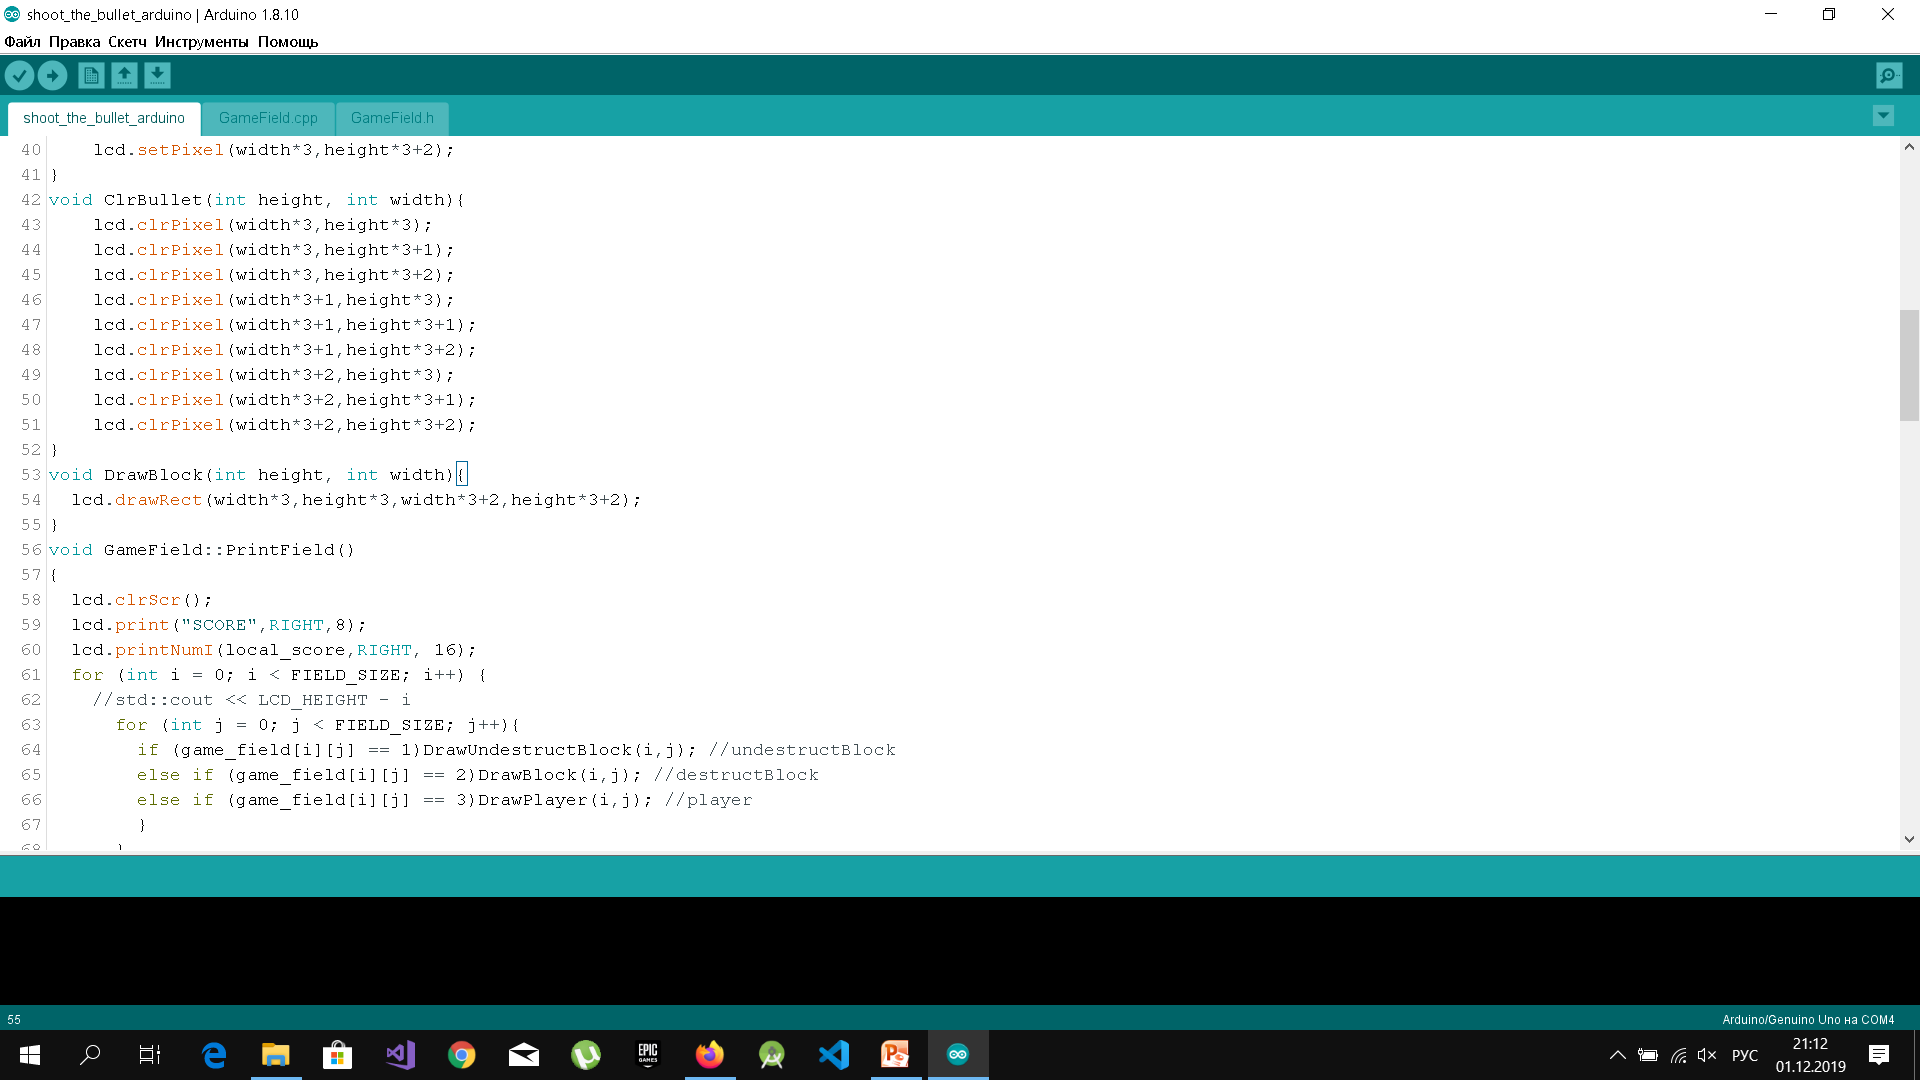 shoot_the_bullet_arduino | Arduino 1.8.10
Файл Правка Скетч Инструменты Помощь
shoot_the_bullet_arduino GameField.cpp GameField.h
40 lcd.setPixel(width*3,height*3+2);
41 }
42 void ClrBullet(int height, int width){
43 lcd.clrPixel(width*3,height*3);
44 lcd.clrPixel(width*3,height*3+1);
45 lcd.clrPixel(width*3,height*3+2);
46 lcd.clrPixel(width*3+1,height*3);
47 lcd.clrPixel(width*3+1,height*3+1);
48 lcd.clrPixel(width*3+1,height*3+2);
49 lcd.clrPixel(width*3+2,height*3);
50 lcd.clrPixel(width*3+2,height*3+1);
51 lcd.clrPixel(width*3+2,height*3+2);
52 }
53 void DrawBlock(int height, int width){
54 lcd.drawRect(width*3,height*3,width*3+2,height*3+2);
55 }
56 void GameField::PrintField()
57 {
58 lcd.clrScr();
59 lcd.print("SCORE",RIGHT,8);
60 lcd.printNumI(local_score,RIGHT, 16);
61 for (int i = 0; i < FIELD_SIZE; i++) {
62 //std::cout << LCD_HEIGHT - i
63 for (int j = 0; j < FIELD_SIZE; j++){
64 if (game_field[i][j] == 1)DrawUndestructBlock(i,j); //undestructBlock
65 else if (game_field[i][j] == 2)DrawBlock(i,j); //destructBlock
66 else if (game_field[i][j] == 3)DrawPlayer(i,j); //player
67 }
68 }
55 Arduino/Genuino Uno на COM4
EPIC GAMES
РУС
21:12
01.12.2019